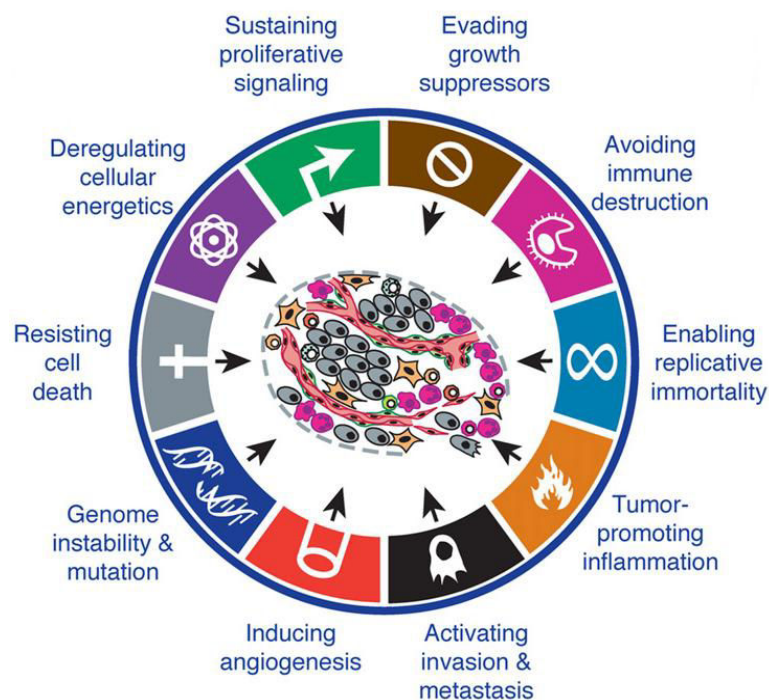 Sustaining
proliferative
signaling
Evading
growth
suppressors
Avoiding
immune
destruction
Enabling
replicative
immortality
Tumor-
promoting
inflammation
Activating
invasion &
metastasis
Inducing
angiogenesis
Genome
instability &
mutation
Resisting
cell
death
Deregulating
cellular
energetics